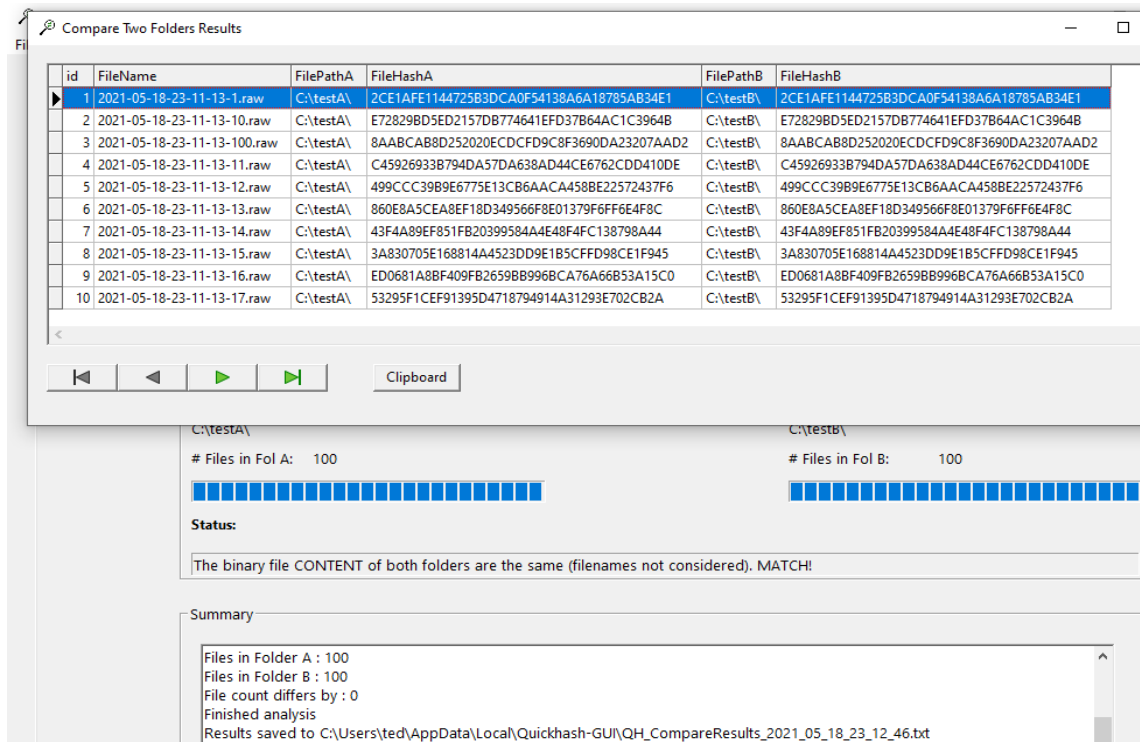 Compare Two Folders Results
Fil
id FileName FilePathA FileHashA FilePathB FileHashB
1 2021-05-18-23-11-13-1.raw C:\testA\ 2CE1AFE1144725B3DCA0F54138A6A18785AB34E1 C:\testB\ 2CE1AFE1144725B3DCA0F54138A6A18785AB34E1
2 2021-05-18-23-11-13-10.raw C:\testA\ E72829BD5ED2157DB774641EFD37B64AC1C3964B C:\testB\ E72829BD5ED2157DB774641EFD37B64AC1C3964B
3 2021-05-18-23-11-13-100.raw C:\testA\ 8AABCAB8D252020ECDCFD9C8F3690DA23207AAD2 C:\testB\ 8AABCAB8D252020ECDCFD9C8F3690DA23207AAD2
4 2021-05-18-23-11-13-11.raw C:\testA\ C45926933B794DA57DA638AD44CE6762CDD410DE C:\testB\ C45926933B794DA57DA638AD44CE6762CDD410DE
5 2021-05-18-23-11-13-12.raw C:\testA\ 499CCC39B9E6775E13CB6AACA458BE22572437F6 C:\testB\ 499CCC39B9E6775E13CB6AACA458BE22572437F6
6 2021-05-18-23-11-13-13.raw C:\testA\ 860E8A5CEA8EF18D349566F8E01379F6FF6E4F8C C:\testB\ 860E8A5CEA8EF18D349566F8E01379F6FF6E4F8C
7 2021-05-18-23-11-13-14.raw C:\testA\ 43F4A89EF851FB20399584A4E48F4FC138798A44 C:\testB\ 43F4A89EF851FB20399584A4E48F4FC138798A44
8 2021-05-18-23-11-13-15.raw C:\testA\ 3A830705E168814A4523DD9E1B5CFFD98CE1F945 C:\testB\ 3A830705E168814A4523DD9E1B5CFFD98CE1F945
9 2021-05-18-23-11-13-16.raw C:\testA\ ED0681A8BF409FB2659BB996BCA76A66B53A15C0 C:\testB\ ED0681A8BF409FB2659BB996BCA76A66B53A15C0
10 2021-05-18-23-11-13-17.raw C:\testA\ 53295F1CEF91395D4718794914A31293E702CB2A C:\testB\ 53295F1CEF91395D4718794914A31293E702CB2A
Clipboard
C:\testA\ C:\testB\
# Files in Fol A: 100 # Files in Fol B: 100
Status:
The binary file CONTENT of both folders are the same (filenames not considered). MATCH!
Summary
Files in Folder A : 100
Files in Folder B : 100
File count differs by : 0
Finished analysis
Results saved to C:\Users\ted\AppData\Local\Quickhash-GUI\QH_CompareResults_2021_05_18_23_12_46.txt